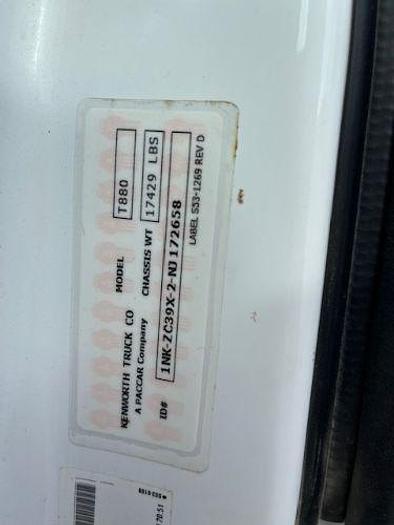 KENWORTH TRUCK CO
A PACCAR Company
MODEL T880
CHASSIS WT 17429 LBS
ID# 1NK-ZC39X-2-NJ172658
LABEL S53-1269 REV D